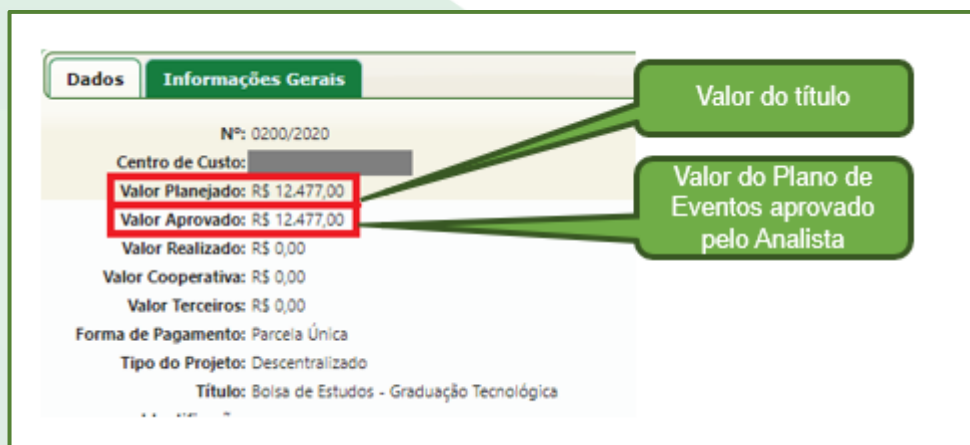 Dados Informações Gerais
Nº: 0200/2020
Centro de Custo:
Valor Planejado: R$ 12.477,00
Valor Aprovado: R$ 12.477,00
Valor Realizado: R$ 0,00
Valor Cooperativa: R$ 0,00
Valor Terceiros: R$ 0,00
Forma de Pagamento: Parcela Única
Tipo do Projeto: Descentralizado
Título: Bolsa de Estudos - Graduação Tecnológica
Valor do título
Valor do Plano de
Eventos aprovado
pelo Analista